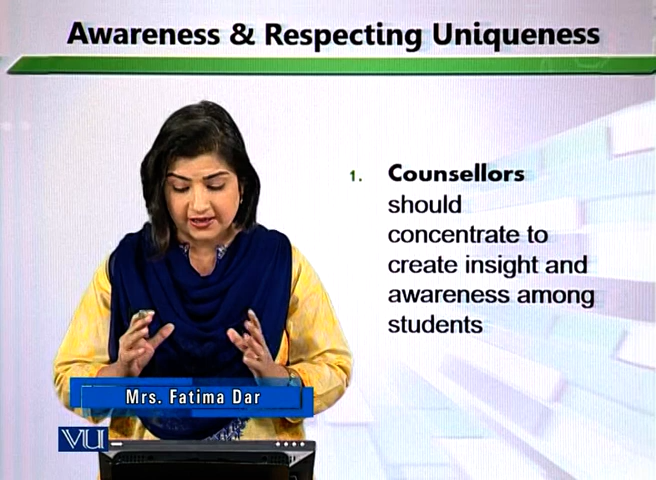 Awareness & Respecting Uniqueness
1. Counsellors
should
concentrate to
create insight and
awareness among
students
Mrs. Fatima Dar
VU